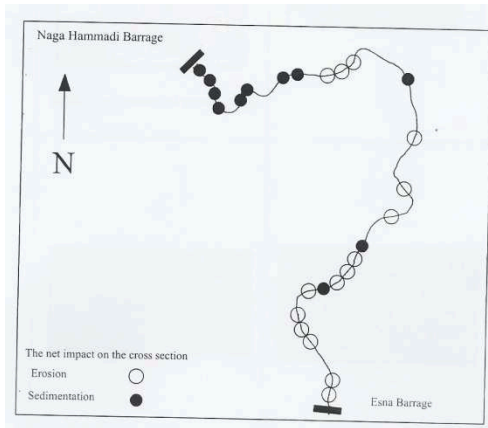 Naga Hammadi Barrage
N
The net impact on the cross section
Erosion
Sedimentation
Esna Barrage